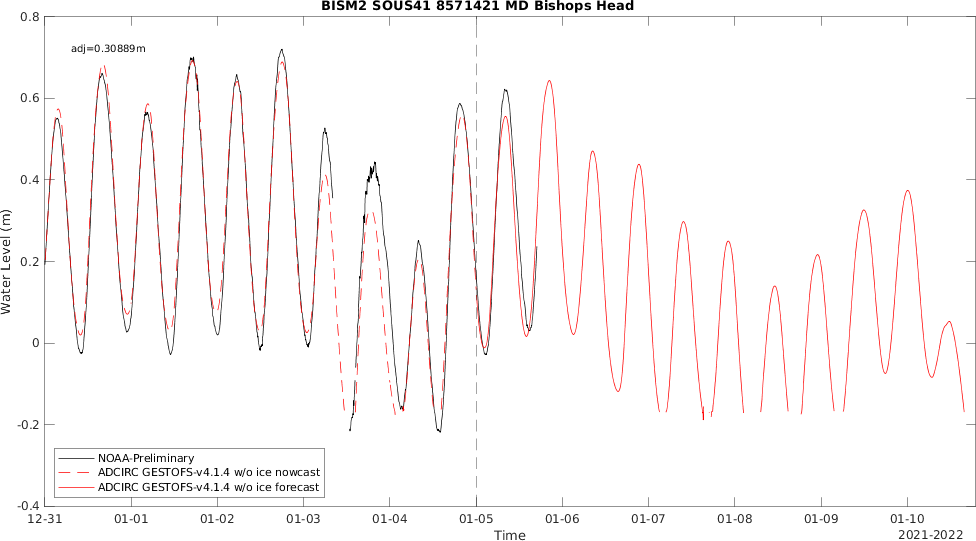 BISM2 SOUS41 8571421 MD Bishops Head
0.8
adj=0.30889m
0.6
0.4
0.2
0
-0.2
-0.4
Water Level (m)
NOAA-Preliminary
ADCIRC GESTOFS-v4.1.4 w/o ice nowcast
ADCIRC GESTOFS-v4.1.4 w/o ice forecast
12-31 01-01 01-02 01-03 01-04 01-05 01-06 01-07 01-08 01-09 01-10
Time
2021-2022